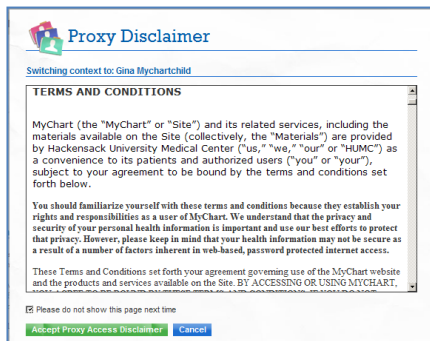 Proxy Disclaimer
Switching context to: Gina Mychartchild
TERMS AND CONDITIONS
MyChart (the “MyChart” or “Site”) and its related services, including the
materials available on the Site (collectively, the “Materials”) are provided
by Hackensack University Medical Center (“us,” “we,” “our” or “HUMC”) as
a convenience to its patients and authorized users (“you” or “your”),
subject to your agreement to be bound by the terms and conditions set
forth below.
You should familiarize yourself with these terms and conditions because they establish your
rights and responsibilities as a user of MyChart. We understand that the privacy and
security of your personal health information is important and use our best efforts to protect
that privacy. However, please keep in mind that your health information may not be secure as
a result of a number of factors inherent in web-based, password protected internet access.
These Terms and Conditions set forth your agreement governing use of the MyChart website
and the products and services available on the Site. BY ACCESSING OR USING MYCHART,
Please do not show this page next time
Accept Proxy Access Disclaimer Cancel